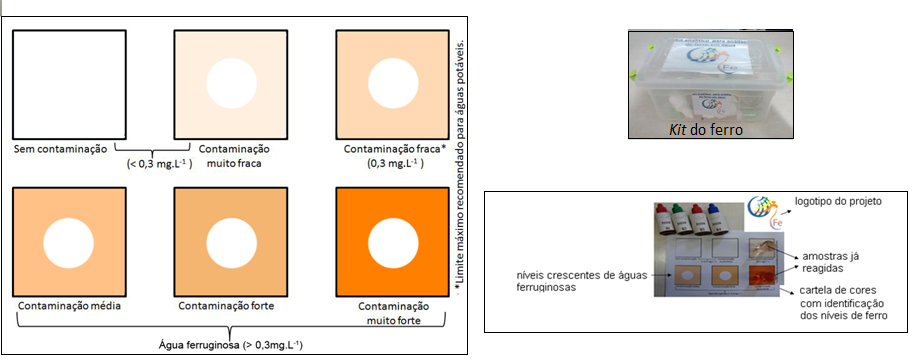 Sem contaminação
(< 0,3 mg.L-1 )
Contaminação
muito fraca
Contaminação fraca*
(0,3 mg.L-1)
*Limite máximo recomendado para águas potáveis.
Contaminação média
Contaminação forte
Contaminação
muito forte
Água ferruginosa (> 0,3mg.L-1)
Fe
Kit do ferro
logotipo do projeto
Fe
amostras já
reagidas
níveis crescentes de águas
ferruginosas
cartela de cores
com identificação
dos níveis de ferro